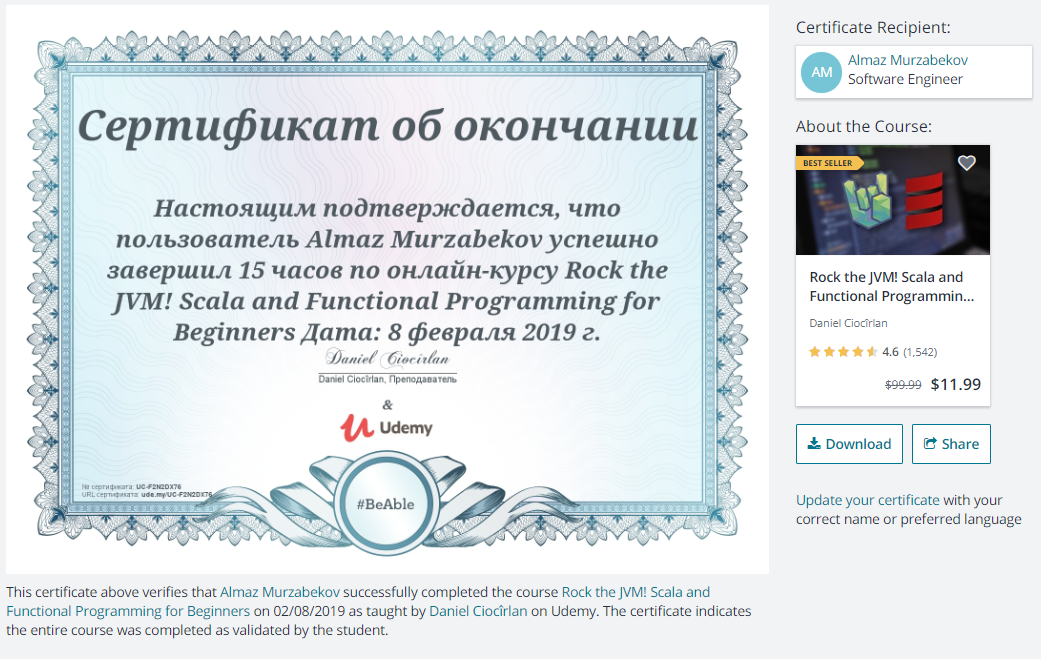 Сертификат об окончании
Настоящим подтверждается, что
пользователь Almaz Murzabekov успешно
завершил 15 часов по онлайн-курсу Rock the
JVM! Scala and Functional Programming for
Beginners Дата: 8 февраля 2019 г.
Daniel Ciocîrlan
Daniel Ciocîrlan, Преподаватель
&
Udemy
№ сертификата: UC-F2N2DX76
URL сертификата: ude.my/UC-F2N2DX76
#BeAble
This certificate above verifies that Almaz Murzabekov successfully completed the course Rock the JVM! Scala and
Functional Programming for Beginners on 02/08/2019 as taught by Daniel Ciocîrlan on Udemy. The certificate indicates
the entire course was completed as validated by the student.
Certificate Recipient:
AM
Almaz Murzabekov
Software Engineer
About the Course:
BEST SELLER
Rock the JVM! Scala and
Functional Programmin...
Daniel Ciocîrlan
4.6 (1,542)
$99.99 $11.99
Download
Share
Update your certificate with your
correct name or preferred language